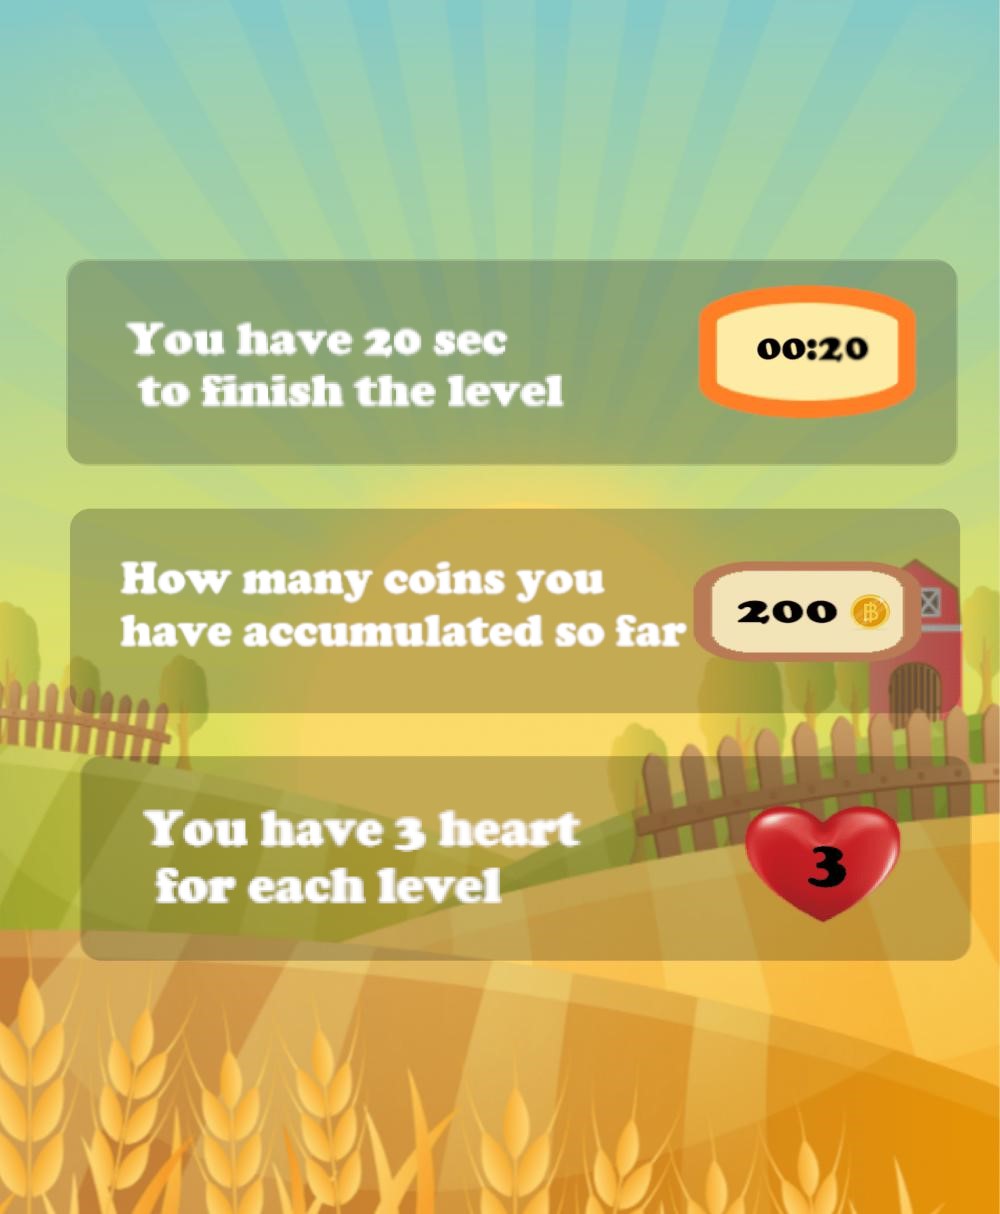 You have 20 sec
to finish the level
00:20
How many coins you
have accumulated so far
200
You have 3 heart
for each level
3